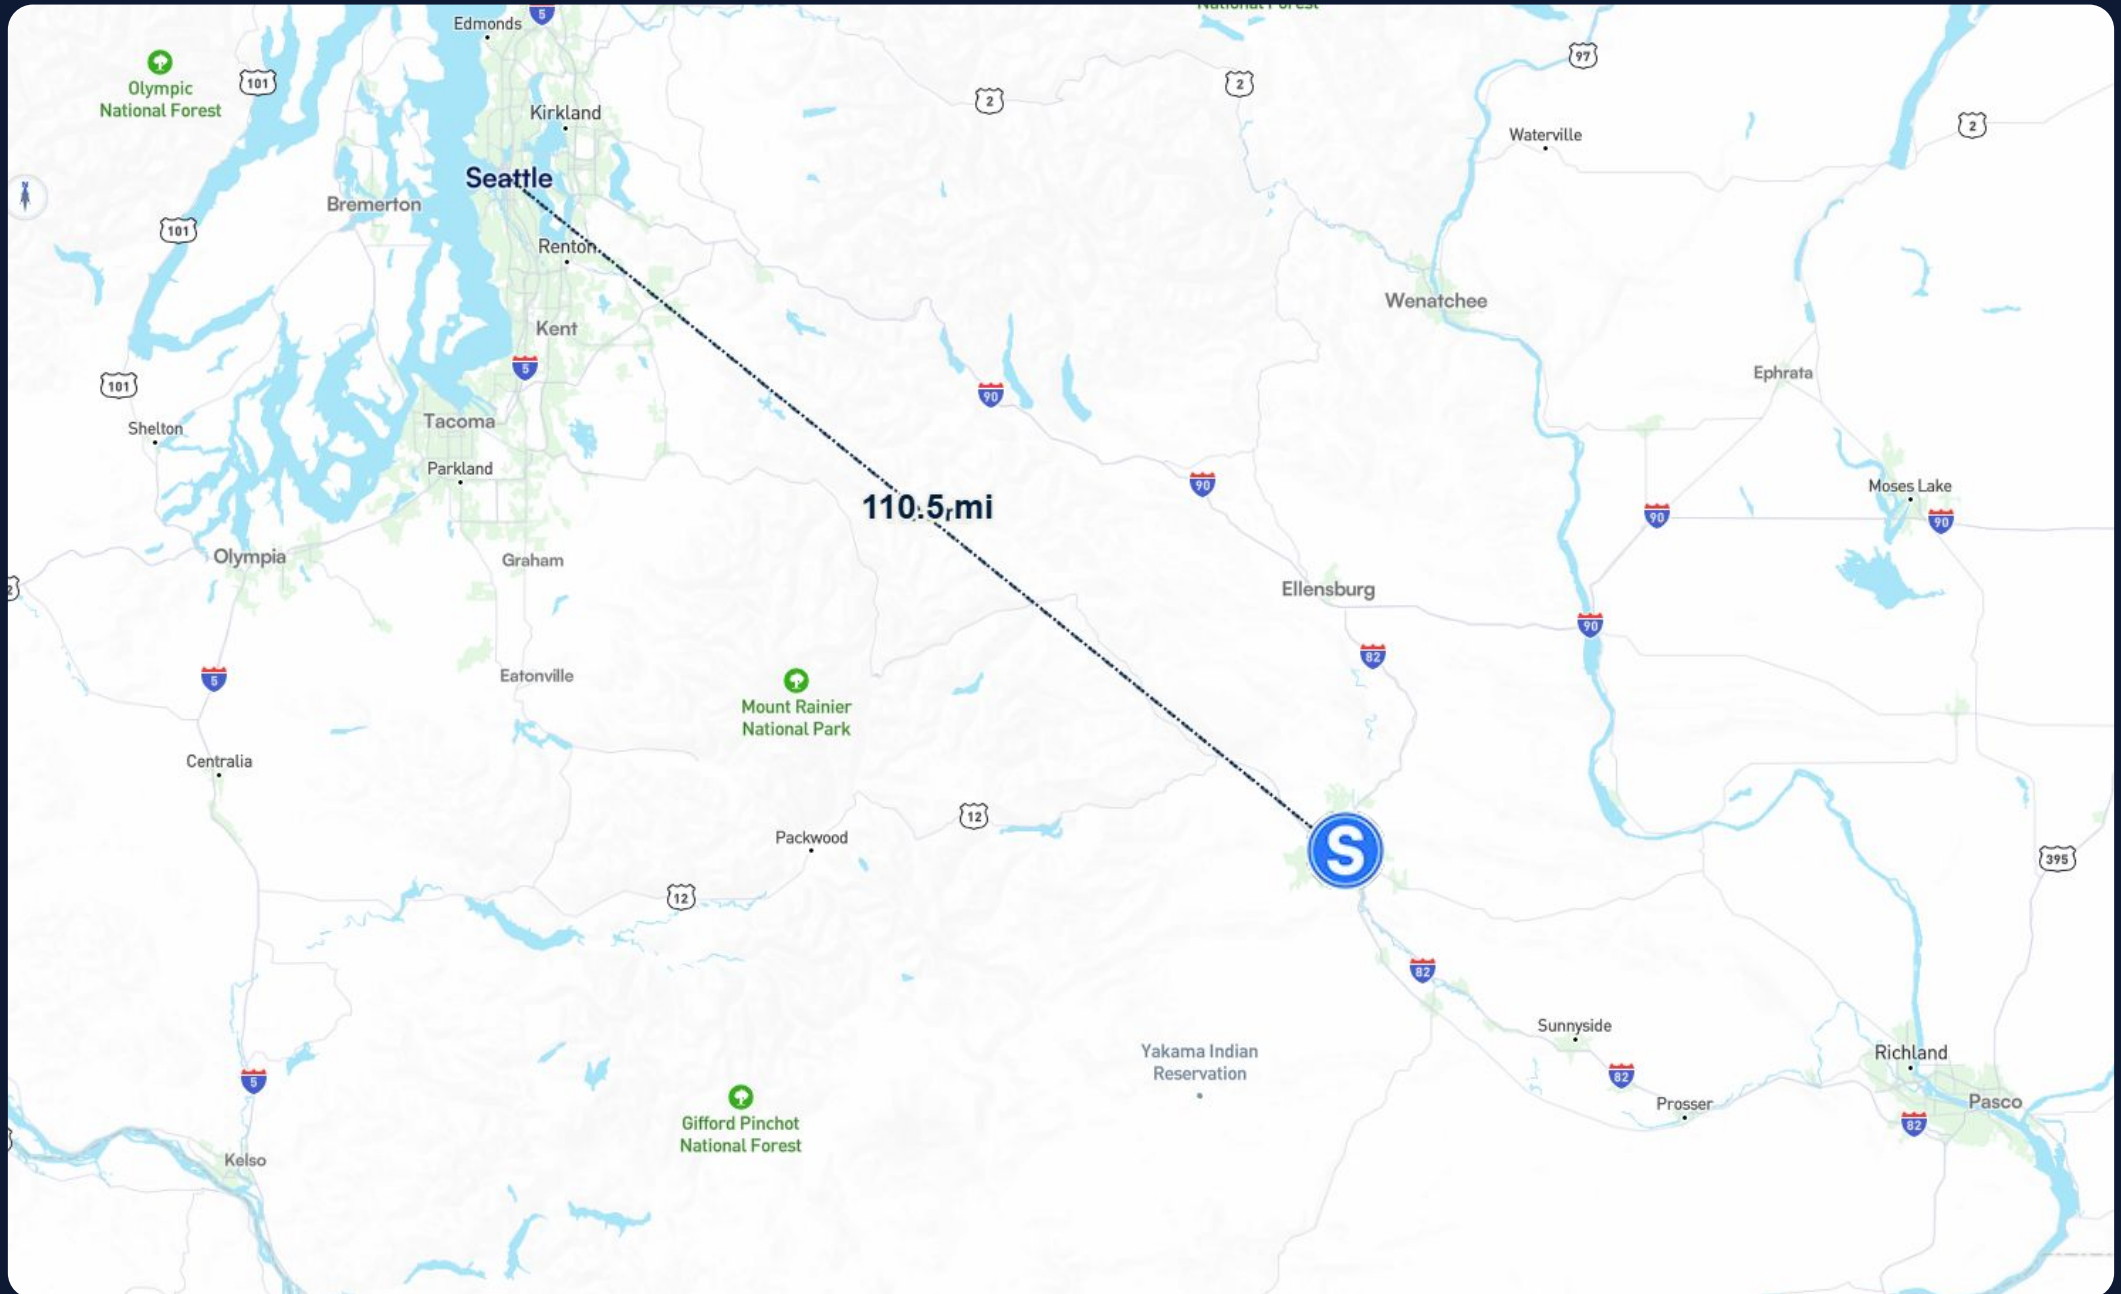 National Forest
Edmonds
5
Olympic
National Forest
101
97
2
2
2
Kirkland
Waterville
Seattle
N
Bremerton
101
Renton
Wenatchee
Kent
5
101
90
Ephrata
Tacoma
Shelton
Parkland
90
Moses Lake
110.5 mi
90
90
Olympia
Graham
Ellensburg
90
82
5
Eatonville
Mount Rainier
National Park
Centralia
12
Packwood
S
395
12
82
Sunnyside
Yakama Indian
Reservation
Richland
5
82
Gifford Pinchot
National Forest
Prosser
Pasco
82
Kelso